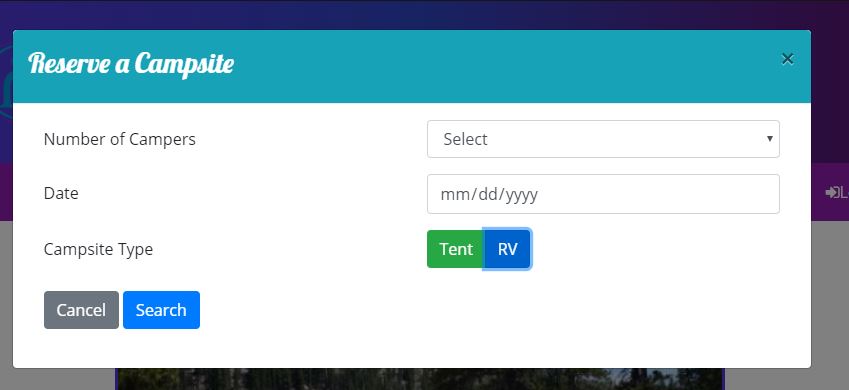 Reserve a Campsite ×
Number of Campers Select
Date mm/dd/yyyy
Campsite Type Tent RV
Cancel Search